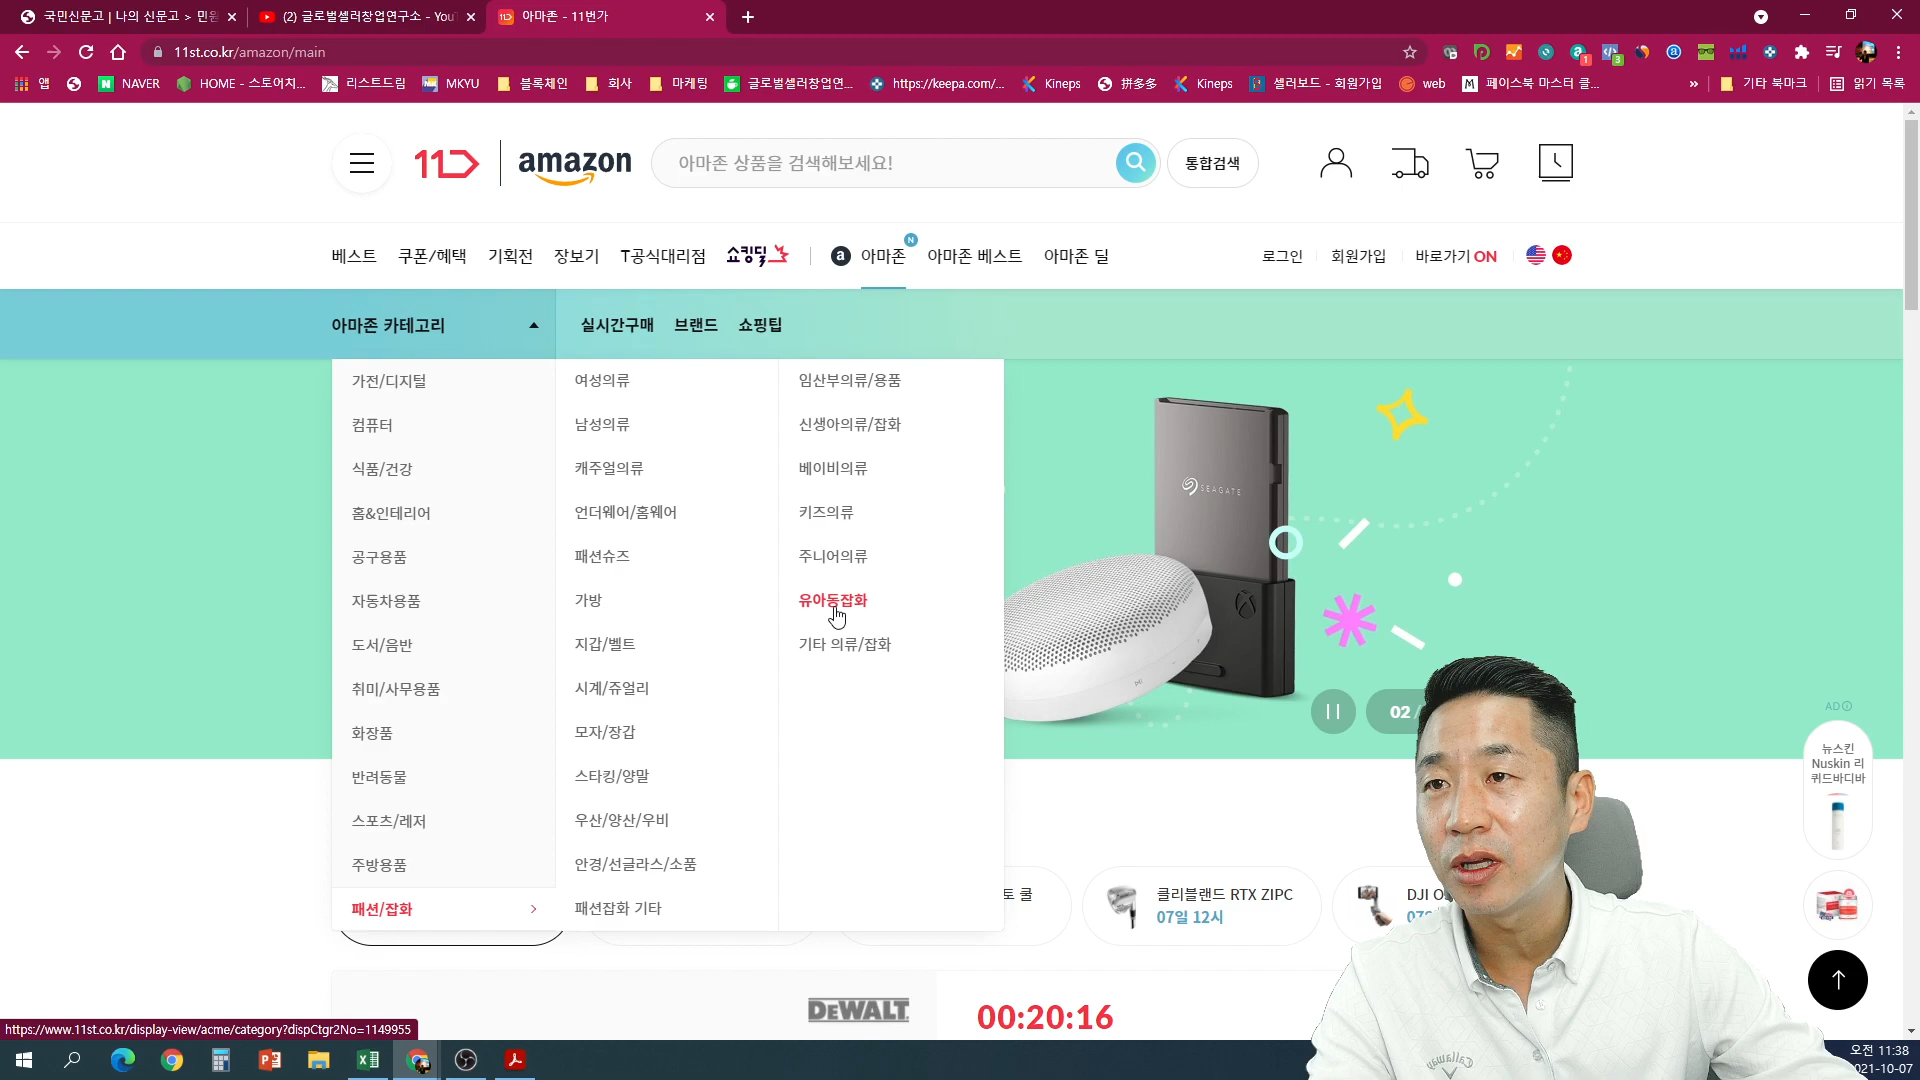 국민신문고 | 나의 신문고 > 민원
(2) 글로벌셀러창업연구소 - YouT
아마존 - 11번가
11st.co.kr/amazon/main
앱
NAVER
HOME - 스토어치...
리스트드림
MKYU
블록체인
회사
마케팅
글로벌셀러창업연...
https://keepa.com/...
Kineps
拼多多
Kineps
셀러보드 - 회원가입
web
페이스북 마스터 클...
»
기타 북마크
읽기 목록
11
amazon
아마존 상품을 검색해보세요!
통합검색
베스트
쿠폰/혜택
기획전
장보기
T공식대리점
쇼킹딜
a 아마존 N
아마존 베스트
아마존 딜
로그인
회원가입
바로가기 ON
아마존 카테고리
실시간구매
브랜드
쇼핑팁
가전/디지털
컴퓨터
식품/건강
홈&인테리어
공구용품
자동차용품
도서/음반
취미/사무용품
화장품
반려동물
스포츠/레저
주방용품
패션/잡화
여성의류
남성의류
캐주얼의류
언더웨어/홈웨어
패션슈즈
가방
지갑/벨트
시계/쥬얼리
모자/장갑
스타킹/양말
우산/양산/우비
안경/선글라스/소품
패션잡화 기타
임산부의류/용품
신생아의류/잡화
베이비의류
키즈의류
주니어의류
유아동잡화
기타 의류/잡화
SEAGATE
02 /
AD
뉴스킨
Nuskin 리
퀴드바디바
토 쿨
클리블랜드 RTX ZIPC
07일 12시
DJI O
07일
DEWALT
00:20:16
Callaway
https://www.11st.co.kr/display-view/acme/category?dispCtgr2No=1149955
오전 11:38
021-10-07